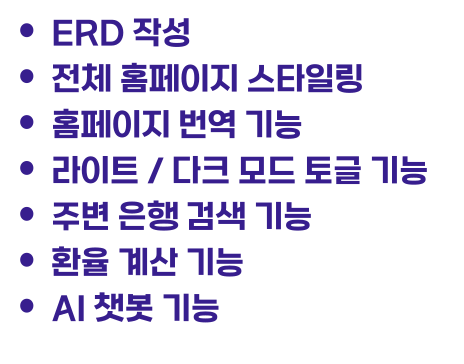 • ERD 작성
• 전체 홈페이지 스타일링
• 홈페이지 번역 기능
• 라이트 / 다크 모드 토글 기능
• 주변 은행 검색 기능
• 환율 계산 기능
• AI 챗봇 기능